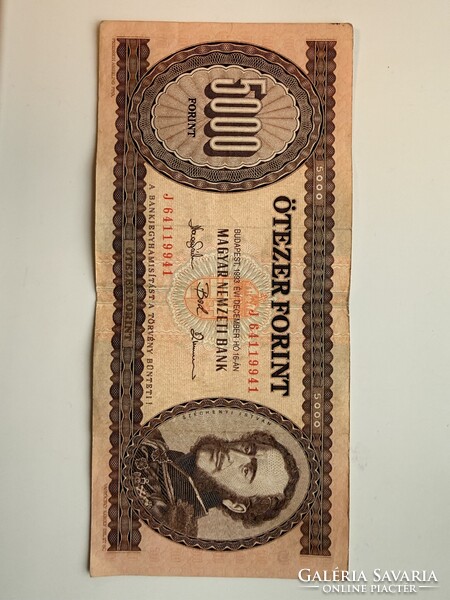 5000
FORINT
ÖTEZER FORINT
J 64119941
BUDAPEST, 1993. ÉVI DECEMBER HÓ 16-ÁN
MAGYAR NEMZETI BANK
J 64119941
ÖTEZER FORINT
A BANKJEGYHAMISÍTÁST A TÖRVÉNY BÜNTETI!
5000
5000
SZÉCHENYI ISTVÁN
GALÉRIA SAVARIA
ONLINE PIACTÉR